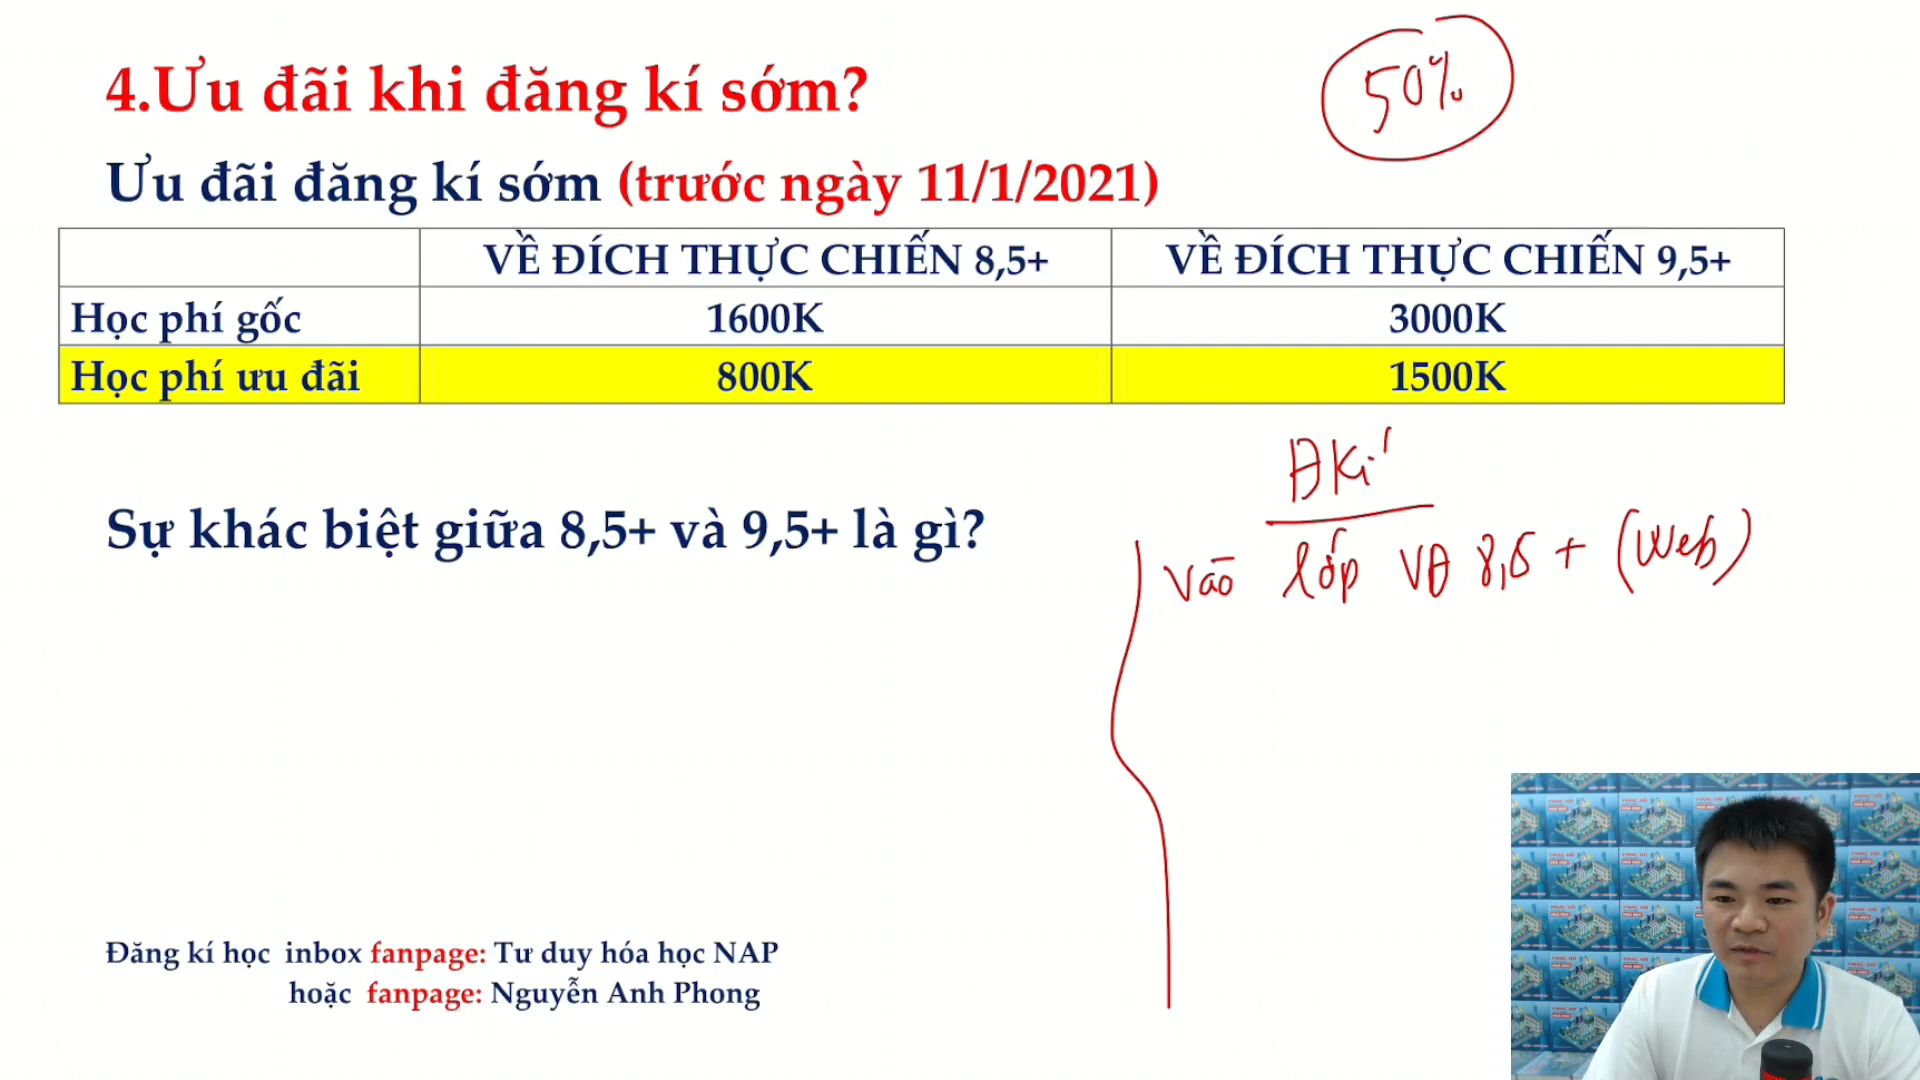 50%
4.Ưu đãi khi đăng kí sớm?
Ưu đãi đăng kí sớm (trước ngày 11/1/2021)
VỀ ĐÍCH THỰC CHIẾN 8,5+ VỀ ĐÍCH THỰC CHIẾN 9,5+
Học phí gốc 1600K 3000K
Học phí ưu đãi 800K 1500K
ĐKí
Sự khác biệt giữa 8,5+ và 9,5+ là gì?
vào lớp VĐ 8,5+ (Web)
Đăng kí học inbox fanpage: Tư duy hóa học NAP
hoặc fanpage: Nguyễn Anh Phong